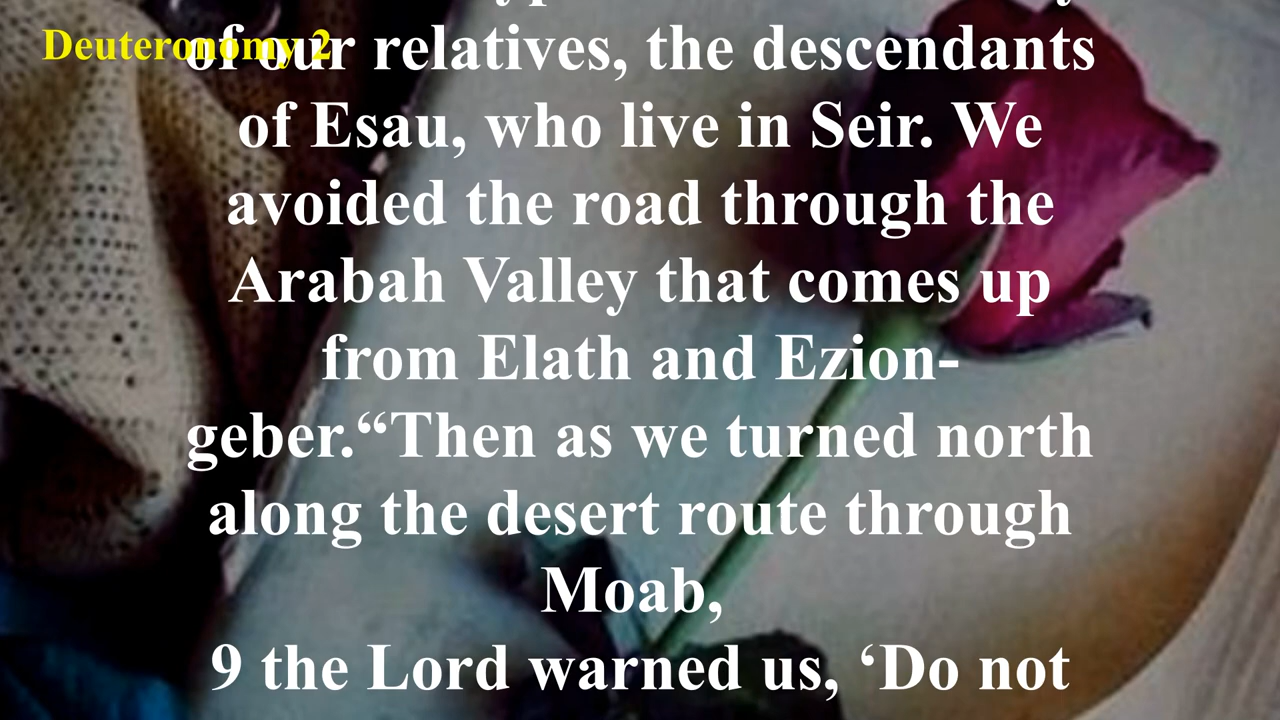 Deuteronomy 2
of our relatives, the descendants
of Esau, who live in Seir. We
avoided the road through the
Arabah Valley that comes up
from Elath and Ezion-
geber.“Then as we turned north
along the desert route through
Moab,
9 the Lord warned us, ‘Do not